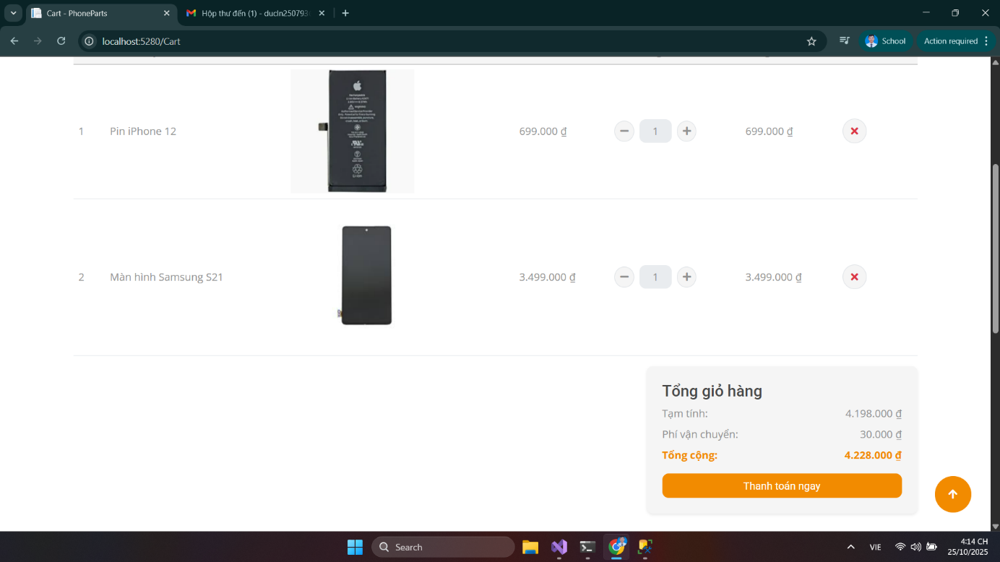 Cart - PhoneParts
Hộp thư đến (1) - ducln250793
localhost:5280/Cart
School
Action required
1 Pin iPhone 12 699.000 ₫ 1 699.000 ₫
Li-ion
2 Màn hình Samsung S21 3.499.000 ₫ 1 3.499.000 ₫
Tổng giỏ hàng
Tạm tính: 4.198.000 ₫
Phí vận chuyển: 30.000 ₫
Tổng cộng: 4.228.000 ₫
Thanh toán ngay
Search
VIE
4:14 CH
25/10/2025